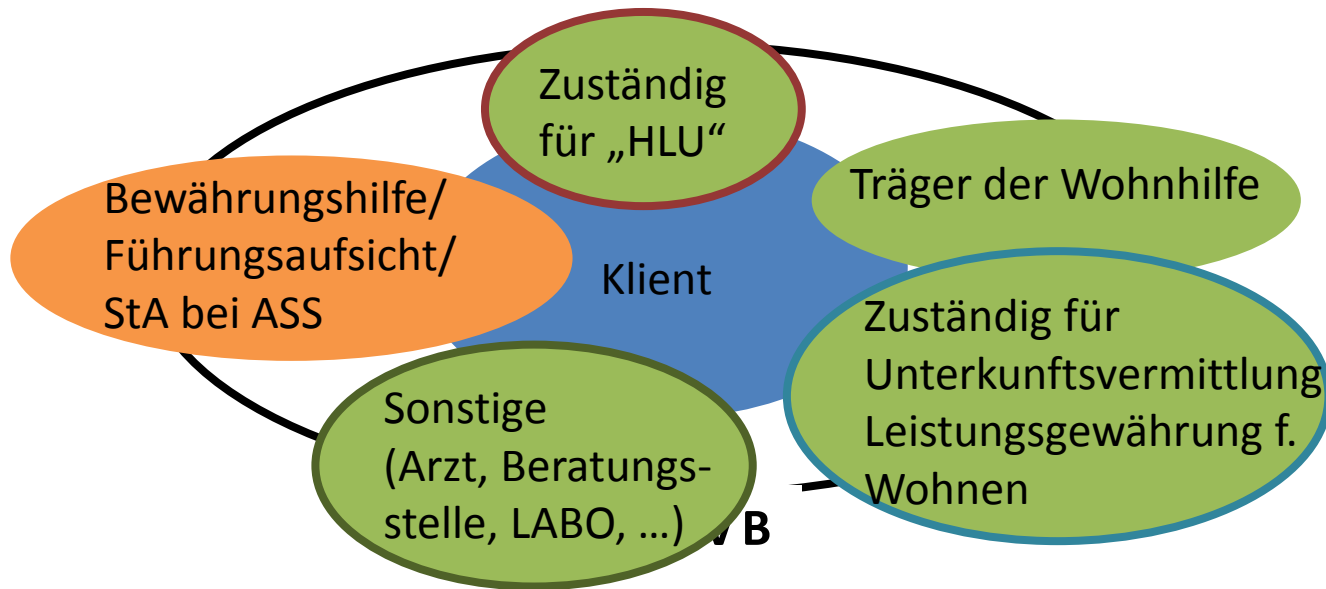 Zuständig
für „HLU“
Träger der Wohnhilfe
Bewährungshilfe/
Führungsaufsicht/
StA bei ASS
Klient
Zuständig für
Unterkunftsvermittlung
Leistungsgewährung f.
Wohnen
Sonstige
(Arzt, Beratungs-
stelle, LABO, …)
B